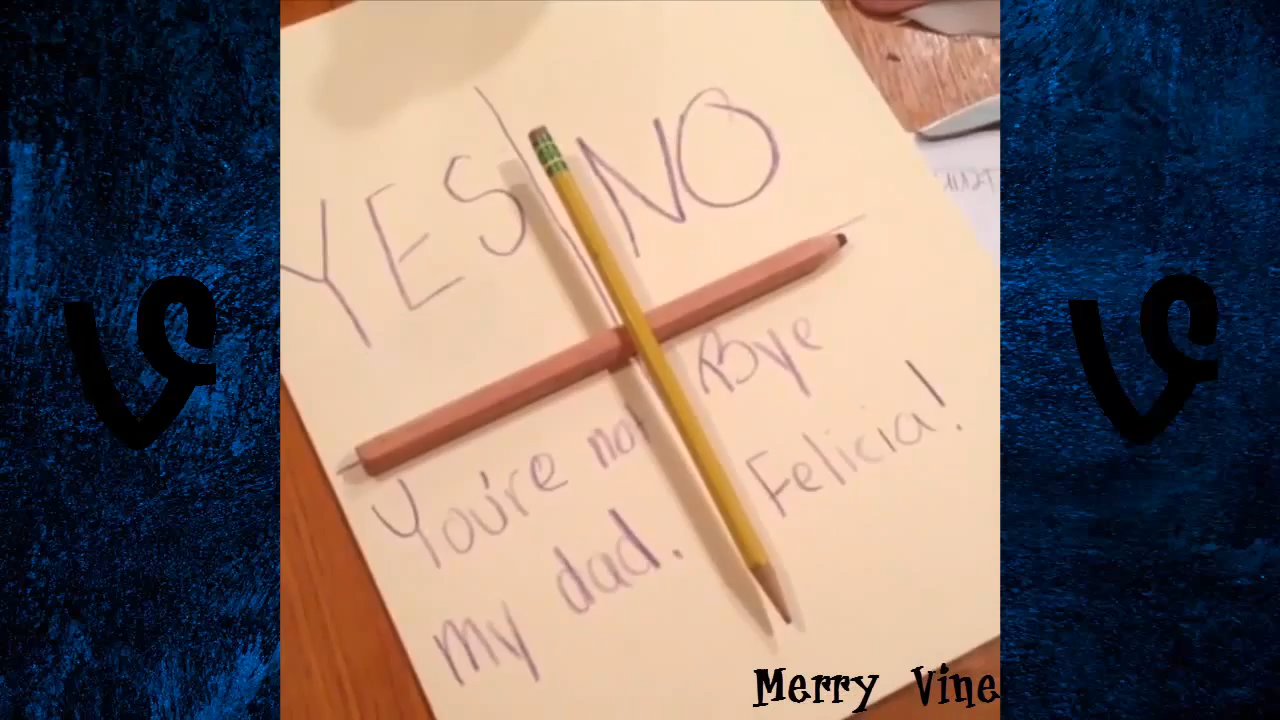 YES
NO
You're not
my dad.
Bye
Felicia!
Merry Vine